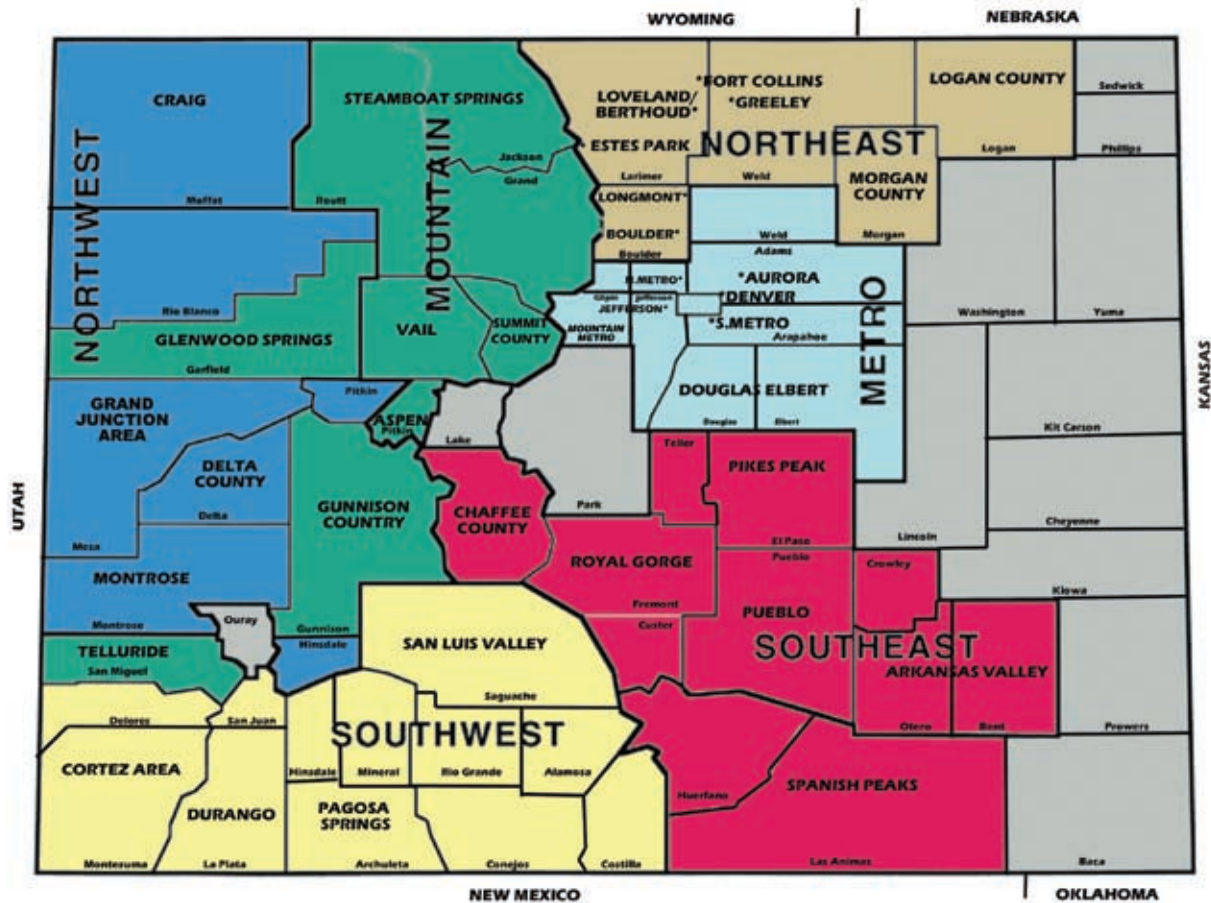 WYOMING
NEBRASKA
CRAIG
Moffat
STEAMBOAT SPRINGS
Jackson
Grand
Routt
LOVELAND/
BERTHOUD*
ESTES PARK
Larimer
*FORT COLLINS
*GREELEY
Weld
LOGAN COUNTY
Logan
Sedwick
Phillips
NORTHWEST
MOUNTAIN
NORTHEAST
MORGAN
COUNTY
Morgan
LONGMONT*
BOULDER*
Boulder
Weld
Adams
Rio Blanco
GLENWOOD SPRINGS
Garfield
VAIL
SUMMIT
COUNTY
N.METRO*
Gilpin
Jefferson
JEFFERSON*
MOUNTAIN
METRO
*AURORA
*DENVER
*S.METRO
Arapahoe
METRO
Washington
Yuma
GRAND
JUNCTION
AREA
Mesa
Pitkin
ASPEN
Pitkin
Lake
DOUGLAS ELBERT
Douglas
Elbert
KANSAS
Kit Carson
UTAH
DELTA
COUNTY
Delta
GUNNISON
COUNTRY
Gunnison
CHAFFEE
COUNTY
Park
Teller
PIKES PEAK
El Paso
Lincoln
Cheyenne
MONTROSE
Montrose
Ouray
Hinsdale
ROYAL GORGE
Fremont
Custer
Pueblo
PUEBLO
Crowley
Kiowa
SOUTHEAST
ARKANSAS VALLEY
Otero
Bent
Prowers
TELLURIDE
San Miguel
SAN LUIS VALLEY
Saguache
Dolores
San Juan
SOUTHWEST
CORTEZ AREA
Montezuma
DURANGO
La Plata
Hinsdale
Mineral
Rio Grande
Alamosa
PAGOSA
SPRINGS
Archuleta
Conejos
Costilla
Huerfano
SPANISH PEAKS
Las Animas
Baca
NEW MEXICO
OKLAHOMA